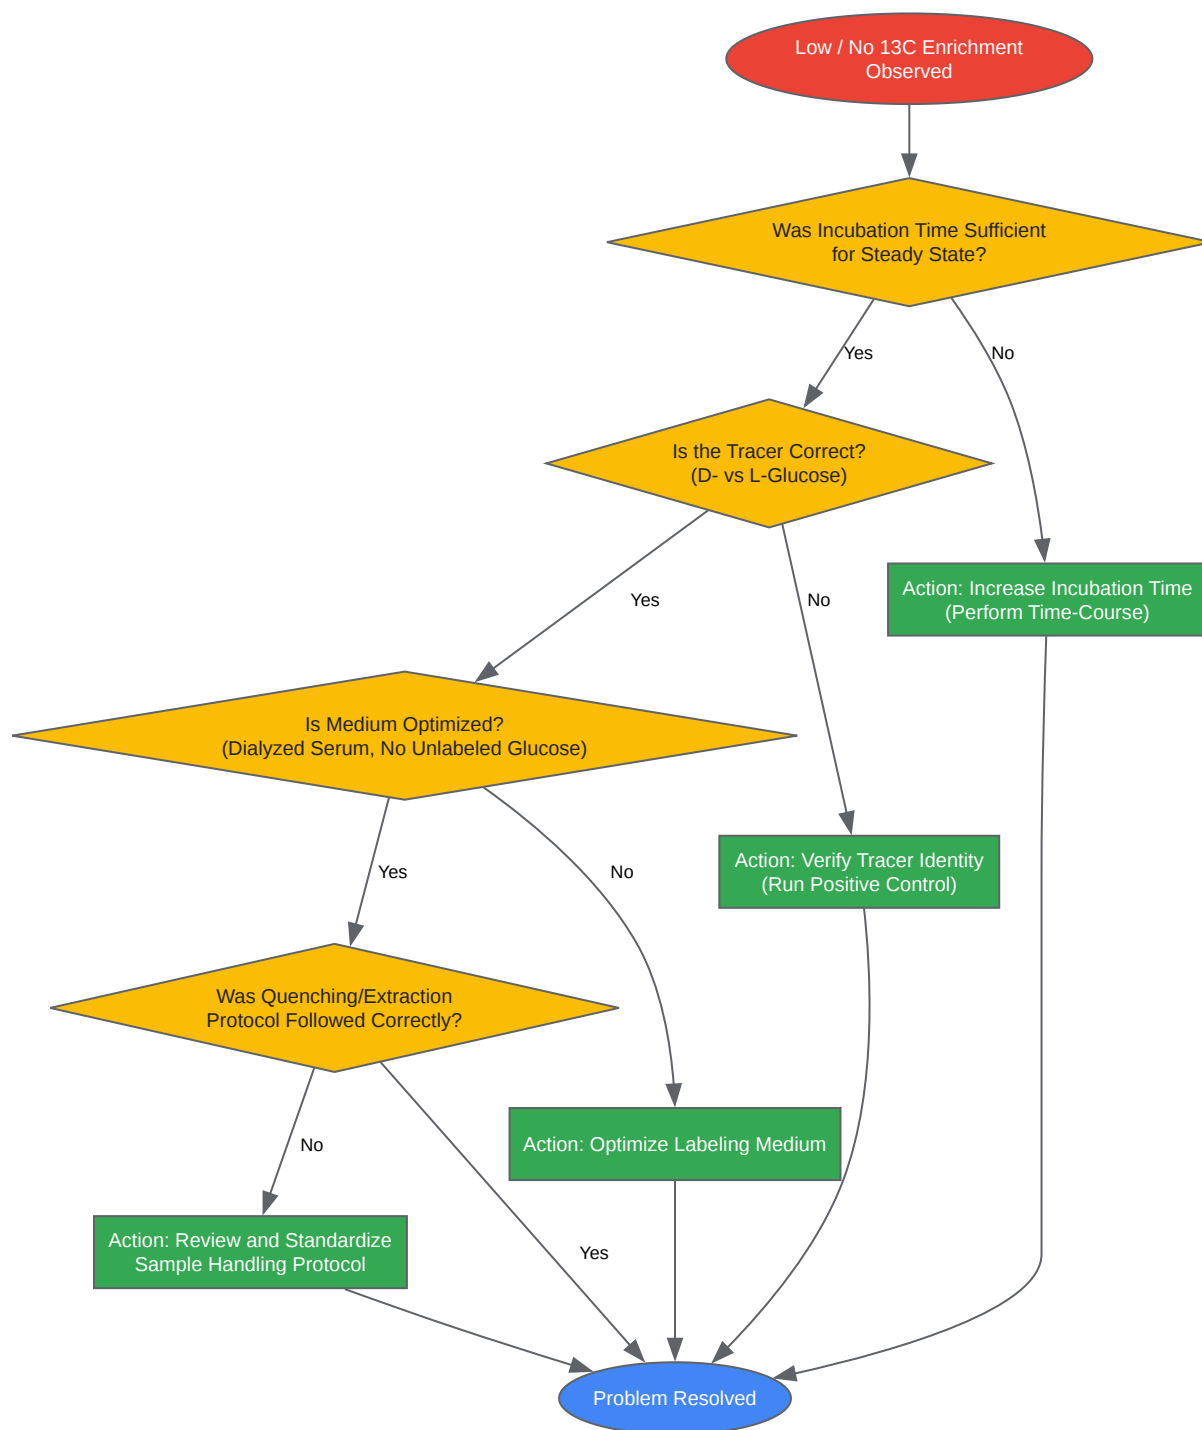 Low / No 13C Enrichment
Observed
Was Incubation Time Sufficient
for Steady State?
Yes
No
Is the Tracer Correct?
(D- vs L-Glucose)
Action: Increase Incubation Time
(Perform Time-Course)
Yes
No
Is Medium Optimized?
(Dialyzed Serum, No Unlabeled Glucose)
Action: Verify Tracer Identity
(Run Positive Control)
Yes
No
Was Quenching/Extraction
Protocol Followed Correctly?
Action: Optimize Labeling Medium
No
Yes
Action: Review and Standardize
Sample Handling Protocol
Problem Resolved